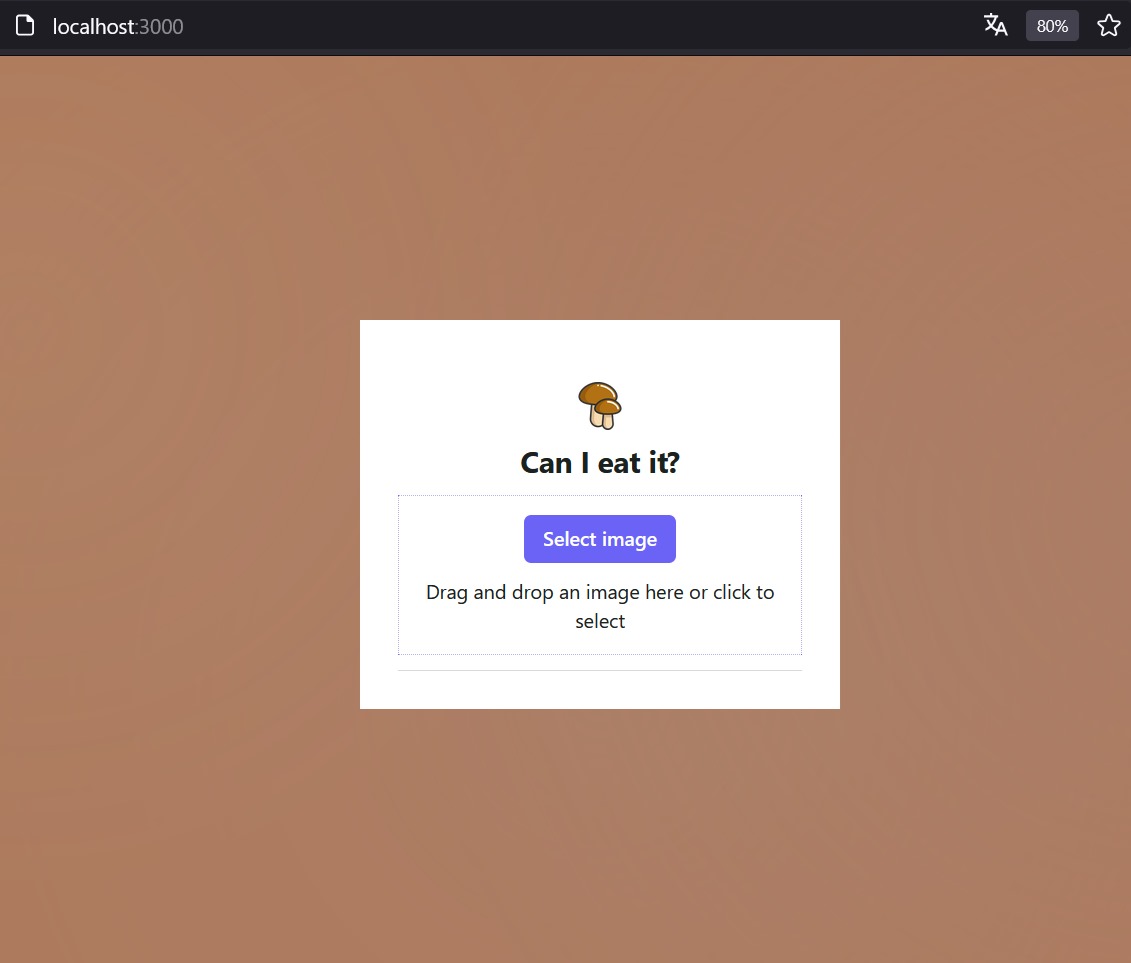 localhost:3000
80%
Can I eat it?
Select image
Drag and drop an image here or click to
select